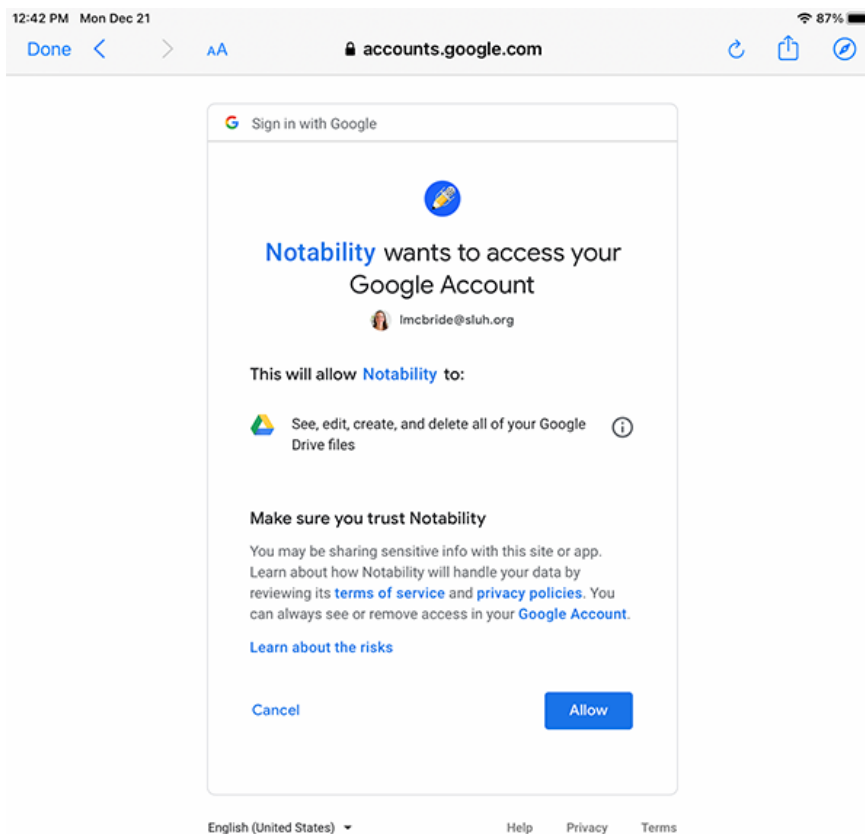 12:42 PM Mon Dec 21 87%
Done AA accounts.google.com
Sign in with Google
Notability wants to access your
Google Account
lmcbride@sluh.org
This will allow Notability to:
See, edit, create, and delete all of your Google
Drive files
Make sure you trust Notability
You may be sharing sensitive info with this site or app.
Learn about how Notability will handle your data by
reviewing its terms of service and privacy policies. You
can always see or remove access in your Google Account.
Learn about the risks
Cancel Allow
English (United States) Help Privacy Terms